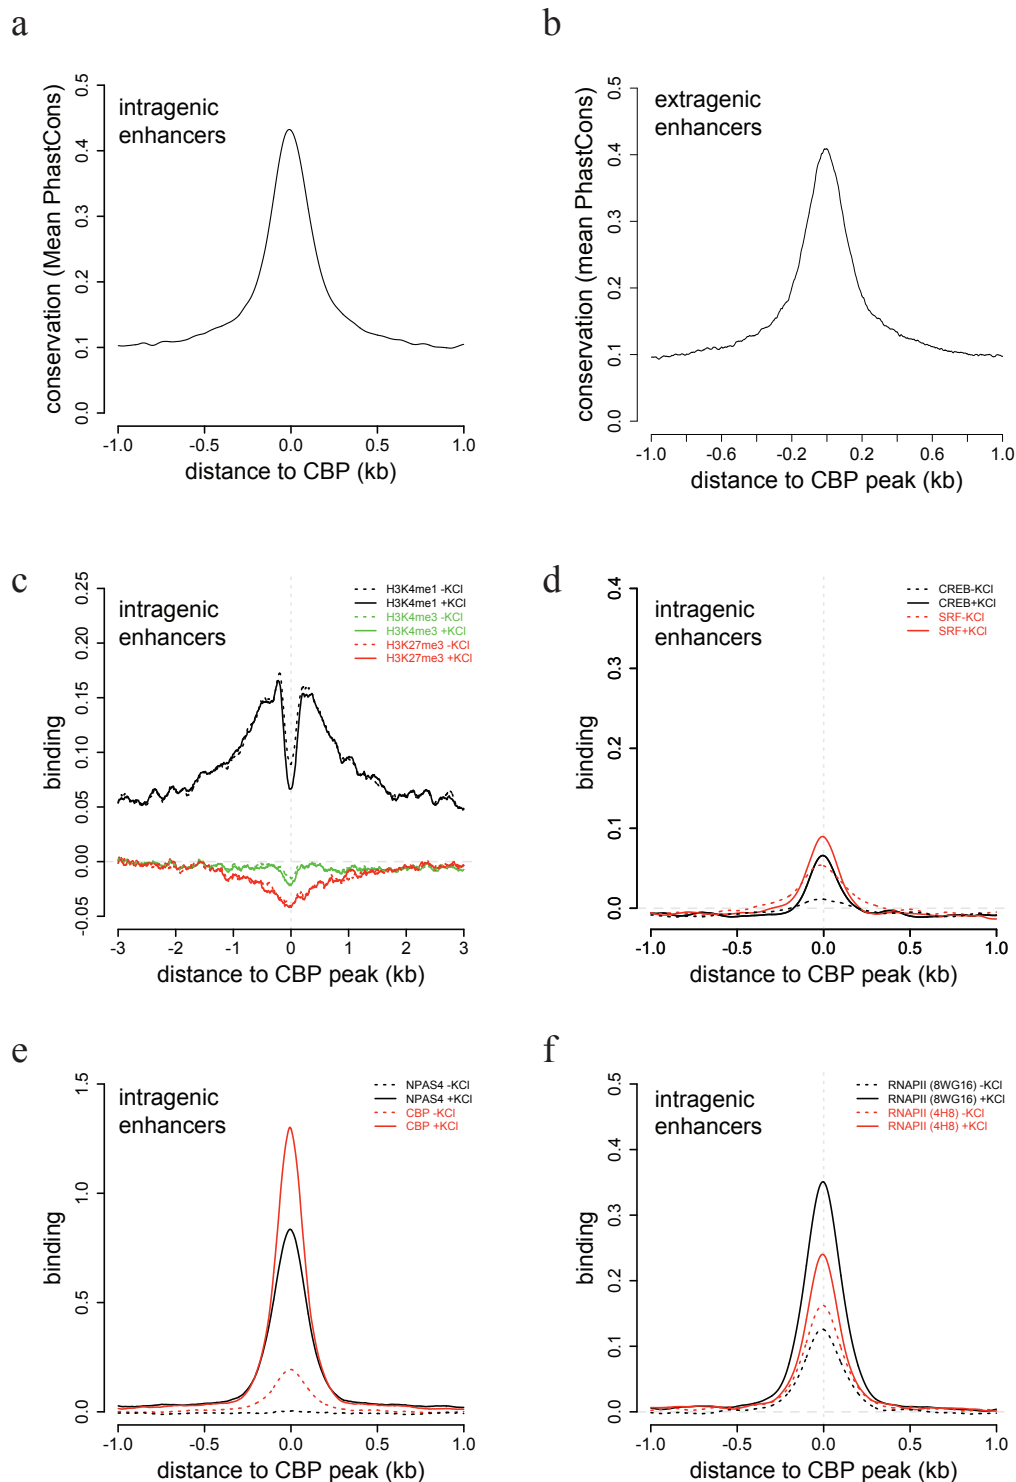 a
conservation (Mean PhastCons)
0.0 0.1 0.2 0.3 0.4 0.5
intragenic
enhancers
-1.0 -0.5 0.0 0.5 1.0
distance to CBP (kb)
b
conservation (mean PhastCons)
0.0 0.1 0.2 0.3 0.4 0.5
extragenic
enhancers
-1.0 -0.6 -0.2 0.2 0.6 1.0
distance to CBP peak (kb)
c
binding
-0.05 0.00 0.05 0.10 0.15 0.20 0.25
intragenic
enhancers
H3K4me1 -KCl
H3K4me1 +KCl
H3K4me3 -KCl
H3K4me3 +KCl
H3K27me3 -KCl
H3K27me3 +KCl
-3 -2 -1 0 1 2 3
distance to CBP peak (kb)
d
binding
0.0 0.1 0.2 0.3 0.4
intragenic
enhancers
CREB-KCl
CREB+KCl
SRF-KCl
SRF+KCl
-1.0 -0.5 0.0 0.5 1.0
distance to CBP peak (kb)
e
binding
0.0 0.5 1.0 1.5
intragenic
enhancers
NPAS4 -KCl
NPAS4 +KCl
CBP -KCl
CBP +KCl
-1.0 -0.5 0.0 0.5 1.0
distance to CBP peak (kb)
f
binding
0.0 0.1 0.2 0.3 0.4 0.5
intragenic
enhancers
RNAPII (8WG16) -KCl
RNAPII (8WG16) +KCl
RNAPII (4H8) -KCl
RNAPII (4H8) +KCl
-1.0 -0.5 0.0 0.5 1.0
distance to CBP peak (kb)